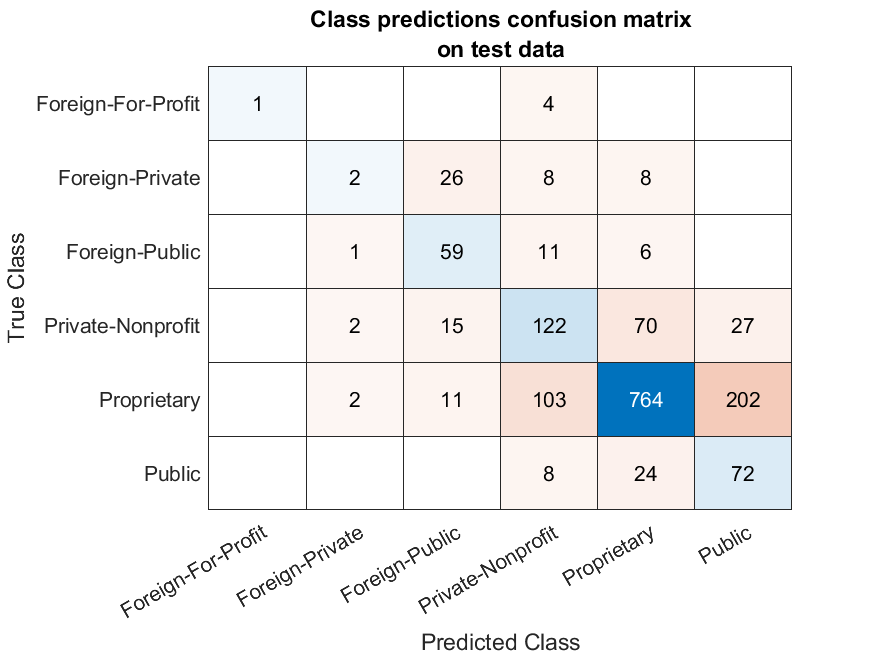 Class predictions confusion matrix
on test data
True Class
Foreign-For-Profit 1 4
Foreign-Private 2 26 8 8
Foreign-Public 1 59 11 6
Private-Nonprofit 2 15 122 70 27
Proprietary 2 11 103 764 202
Public 8 24 72
Foreign-For-Profit Foreign-Private Foreign-Public Private-Nonprofit Proprietary Public
Predicted Class